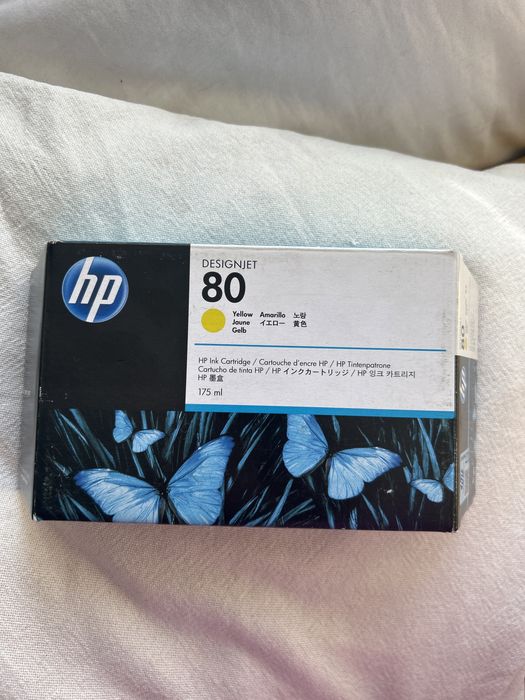 hp
DESIGNJET
80
Yellow Amarillo 노랑
Jaune イエロー 黄色
Gelb
HP Ink Cartridge / Cartouche d'encre HP / HP Tintenpatrone
Cartucho de tinta HP / HP インクカートリッジ / HP 잉크 카트리지
HP 墨盒
175 ml
80